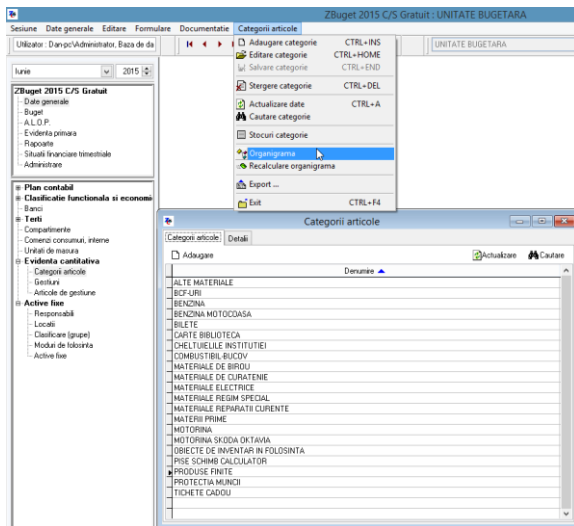 ZBuget 2015 C/S Gratuit : UNITATE BUGETARA
Sesiune Date generale Editare Formulare Documentatie Categorii articole
Utilizator : Dan-pc\Administrator, Baza de da
UNITATE BUGETARA
Adaugare categorie CTRL+INS
Editare categorie CTRL+HOME
Salvare categorie CTRL+END
Stergere categorie CTRL+DEL
Actualizare date CTRL+A
Cautare categorie
Stocuri categorie
Organigrama
Recalculare organigrama
Export ...
Exit CTRL+F4
Iunie 2015
ZBuget 2015 C/S Gratuit
Date generale
Buget
A.L.O.P.
Evidenta primara
Rapoarte
Situatii financiare trimestriale
Administrare
Plan contabil
Clasificatie functionala si economi
Banci
Terti
Compartimente
Comenzi consumuri, interne
Unitati de masura
Evidenta cantitativa
Categorii articole
Gestiuni
Articole de gestiune
Active fixe
Responsabili
Locatii
Clasificare (grupe)
Moduri de folosinta
Active fixe
Categorii articole
Categorii articole Detalii
Adaugare Actualizare Cautare
Denumire
ALTE MATERIALE
BCF-URI
BENZINA
BENZINA MOTOCOASA
BILETE
CARTE BIBLIOTECA
CHELTUIELILE INSTITUTIEI
COMBUSTIBIL-BUCOV
MATERIALE DE BIROU
MATERIALE DE CURATENIE
MATERIALE ELECTRICE
MATERIALE REGIM SPECIAL
MATERIALE REPARATII CURENTE
MATERII PRIME
MOTORINA
MOTORINA SKODA OKTAVIA
OBIECTE DE INVENTAR IN FOLOSINTA
PISE SCHIMB CALCULATOR
PRODUSE FINITE
PROTECTIA MUNCII
TICHETE CADOU